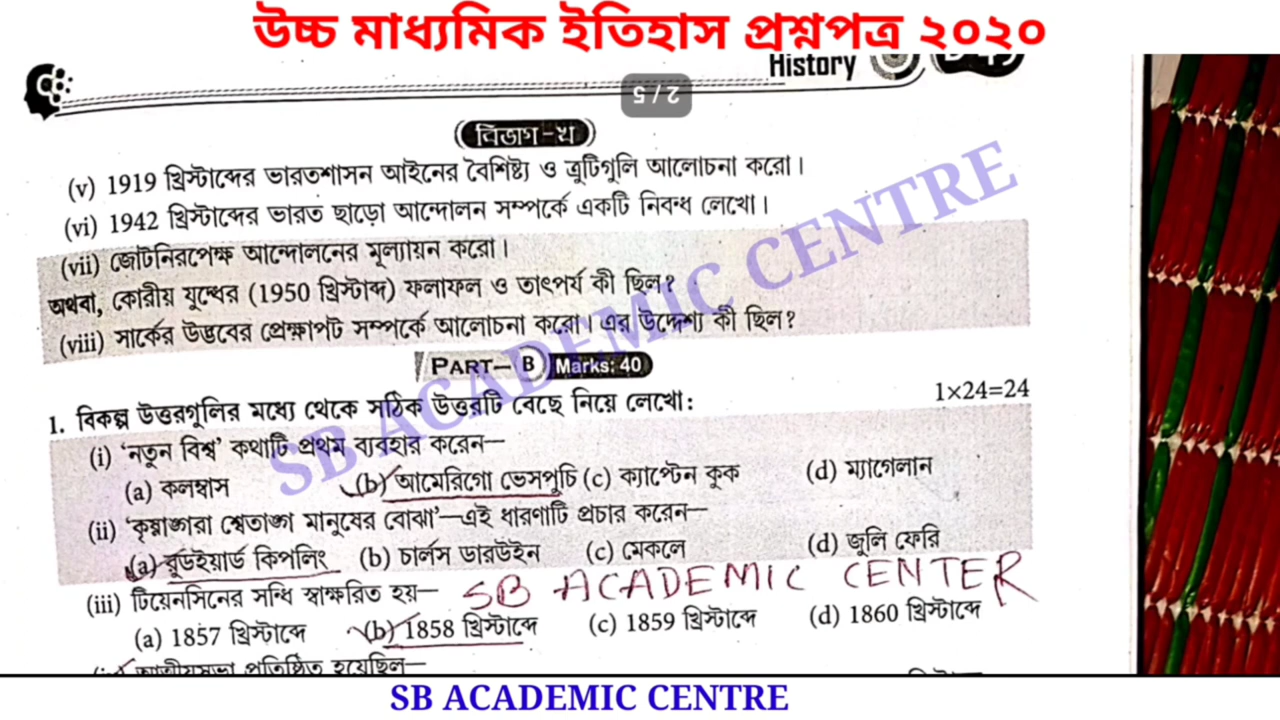 উচ্চ মাধ্যমিক ইতিহাস প্রশ্নপত্র ২০২০
History
2/5
বিভাগ-খ
(v) 1919 খ্রিস্টাব্দের ভারতশাসন আইনের বৈশিষ্ট্য ও ত্রুটিগুলি আলোচনা করো।
(vi) 1942 খ্রিস্টাব্দের ভারত ছাড়ো আন্দোলন সম্পর্কে একটি নিবন্ধ লেখো।
(vii) জোটনিরপেক্ষ আন্দোলনের মূল্যায়ন করো।
অথবা, কোরীয় যুদ্ধের (1950 খ্রিস্টাব্দ) ফলাফল ও তাৎপর্য কী ছিল?
(viii) সার্কের উদ্ভবের প্রেক্ষাপট সম্পর্কে আলোচনা করো। এর উদ্দেশ্য কী ছিল?
PART– B Marks: 40
1. বিকল্প উত্তরগুলির মধ্যে থেকে সঠিক উত্তরটি বেছে নিয়ে লেখো: 1×24=24
(i) ‘নতুন বিশ্ব’ কথাটি প্রথম ব্যবহার করেন—
(a) কলম্বাস (b) আমেরিগো ভেসপুচি (c) ক্যাপ্টেন কুক (d) ম্যাগেলান
(ii) ‘কৃষ্ণাঙ্গরা শ্বেতাঙ্গ মানুষের বোঝা’—এই ধারণাটি প্রচার করেন—
(a) রুডইয়ার্ড কিপলিং (b) চার্লস ডারউইন (c) মেকলে (d) জুলি ফেরি
(iii) টিয়েনসিনের সন্ধি স্বাক্ষরিত হয়— SB ACADEMIC CENTER
(a) 1857 খ্রিস্টাব্দে (b) 1858 খ্রিস্টাব্দে (c) 1859 খ্রিস্টাব্দে (d) 1860 খ্রিস্টাব্দে
প্রতিষ্ঠিত হয়েছিল—
SB ACADEMIC CENTRE
SB ACADEMIC CENTRE